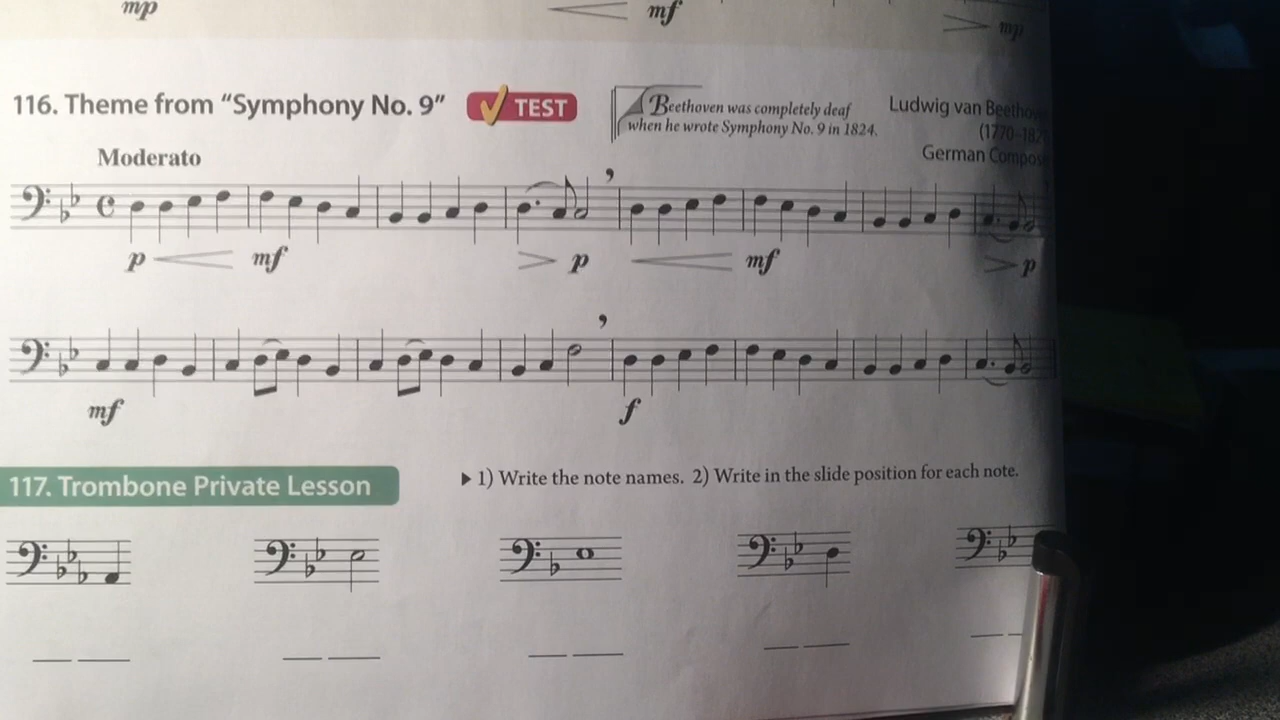 mp mf mp
116. Theme from “Symphony No. 9” TEST
Beethoven was completely deaf
when he wrote Symphony No. 9 in 1824.
Ludwig van
German
Moderato
p mf p mf p
mf f
117. Trombone Private Lesson
1) Write the note names. 2) Write in the slide position for each note.